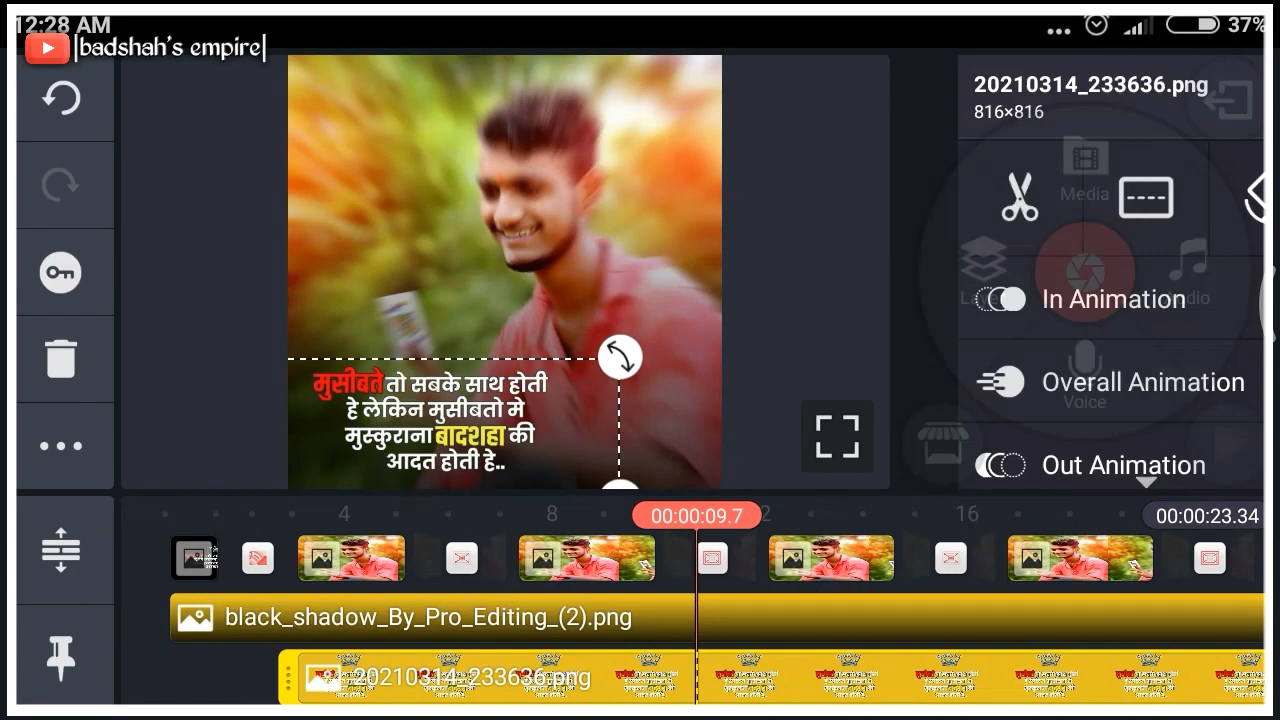 12:28 AM
37%
|badshah's empire|
20210314_233636.png
816×816
Media
In Animation
Overall Animation
Voice
Out Animation
मुसीबते तो सबके साथ होती
हे लेकिन मुसीबतो मे
मुस्कुराना बादशहा की
आदत होती हे..
4
8
00:00:09.7
2
16
00:00:23.34
black_shadow_By_Pro_Editing_(2).png
20210314_233636.png